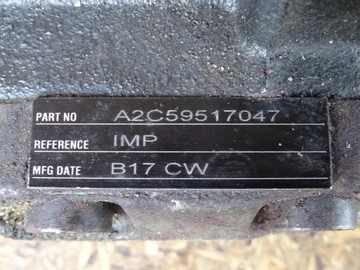 PART NO A2C59517047
REFERENCE IMP
MFG DATE B17 CW